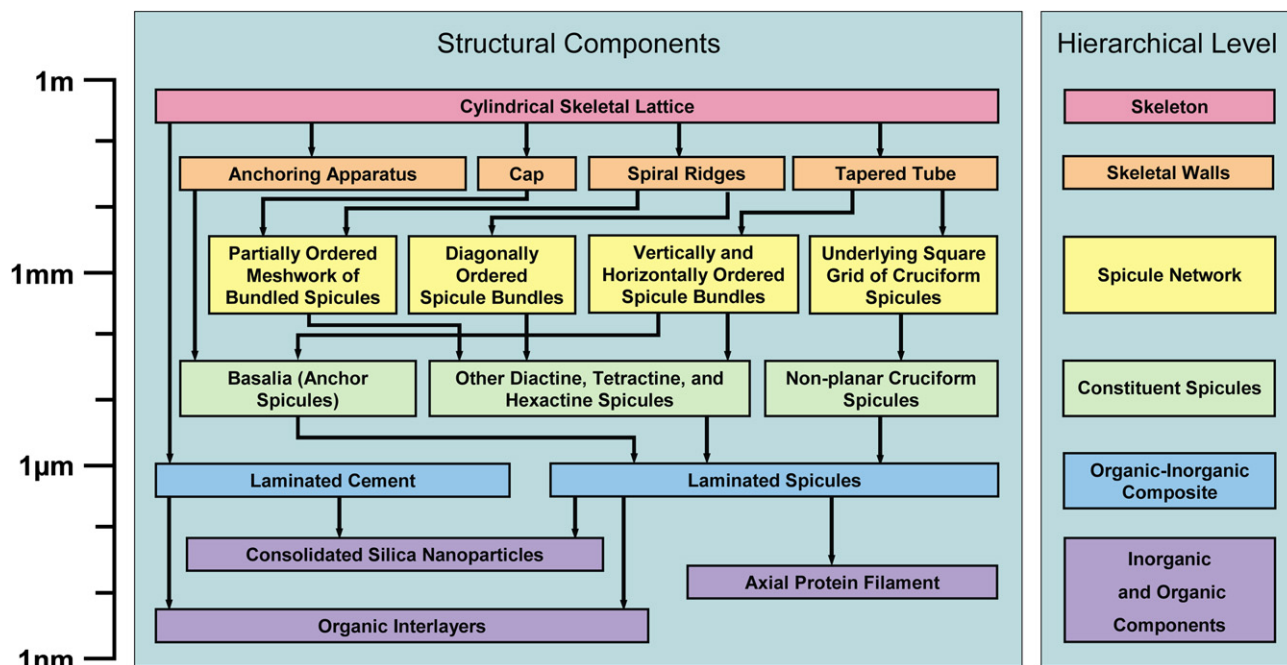 Structural Components
Hierarchical Level
1m
Cylindrical Skeletal Lattice
Skeleton
Anchoring Apparatus
Cap
Spiral Ridges
Tapered Tube
Skeletal Walls
Partially Ordered
Meshwork of
Bundled Spicules
Diagonally
Ordered
Spicule Bundles
Vertically and
Horizontally Ordered
Spicule Bundles
Underlying Square
Grid of Cruciform
Spicules
Spicule Network
1mm
Basalia (Anchor
Spicules)
Other Diactine, Tetractine, and
Hexactine Spicules
Non-planar Cruciform
Spicules
Constituent Spicules
1µm
Laminated Cement
Laminated Spicules
Organic-Inorganic
Composite
Consolidated Silica Nanoparticles
Axial Protein Filament
Organic Interlayers
Inorganic
and Organic
Components
1nm